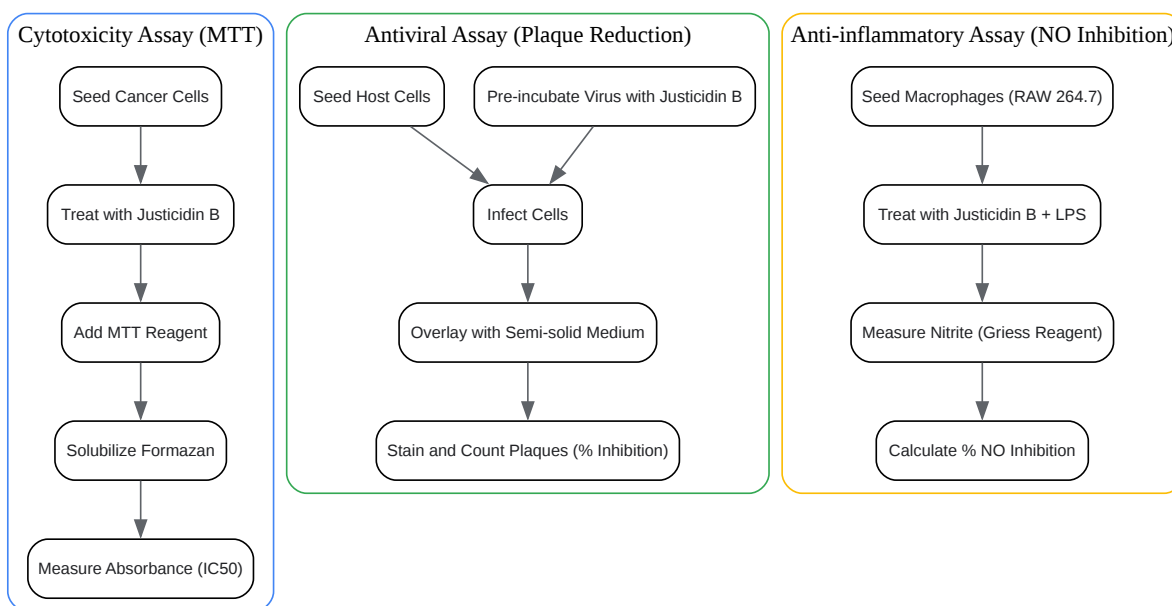 Cytotoxicity Assay (MTT)
Seed Cancer Cells
Treat with Justicidin B
Add MTT Reagent
Solubilize Formazan
Measure Absorbance (IC50)
Antiviral Assay (Plaque Reduction)
Seed Host Cells
Pre-incubate Virus with Justicidin B
Infect Cells
Overlay with Semi-solid Medium
Stain and Count Plaques (% Inhibition)
Anti-inflammatory Assay (NO Inhibition)
Seed Macrophages (RAW 264.7)
Treat with Justicidin B + LPS
Measure Nitrite (Griess Reagent)
Calculate % NO Inhibition